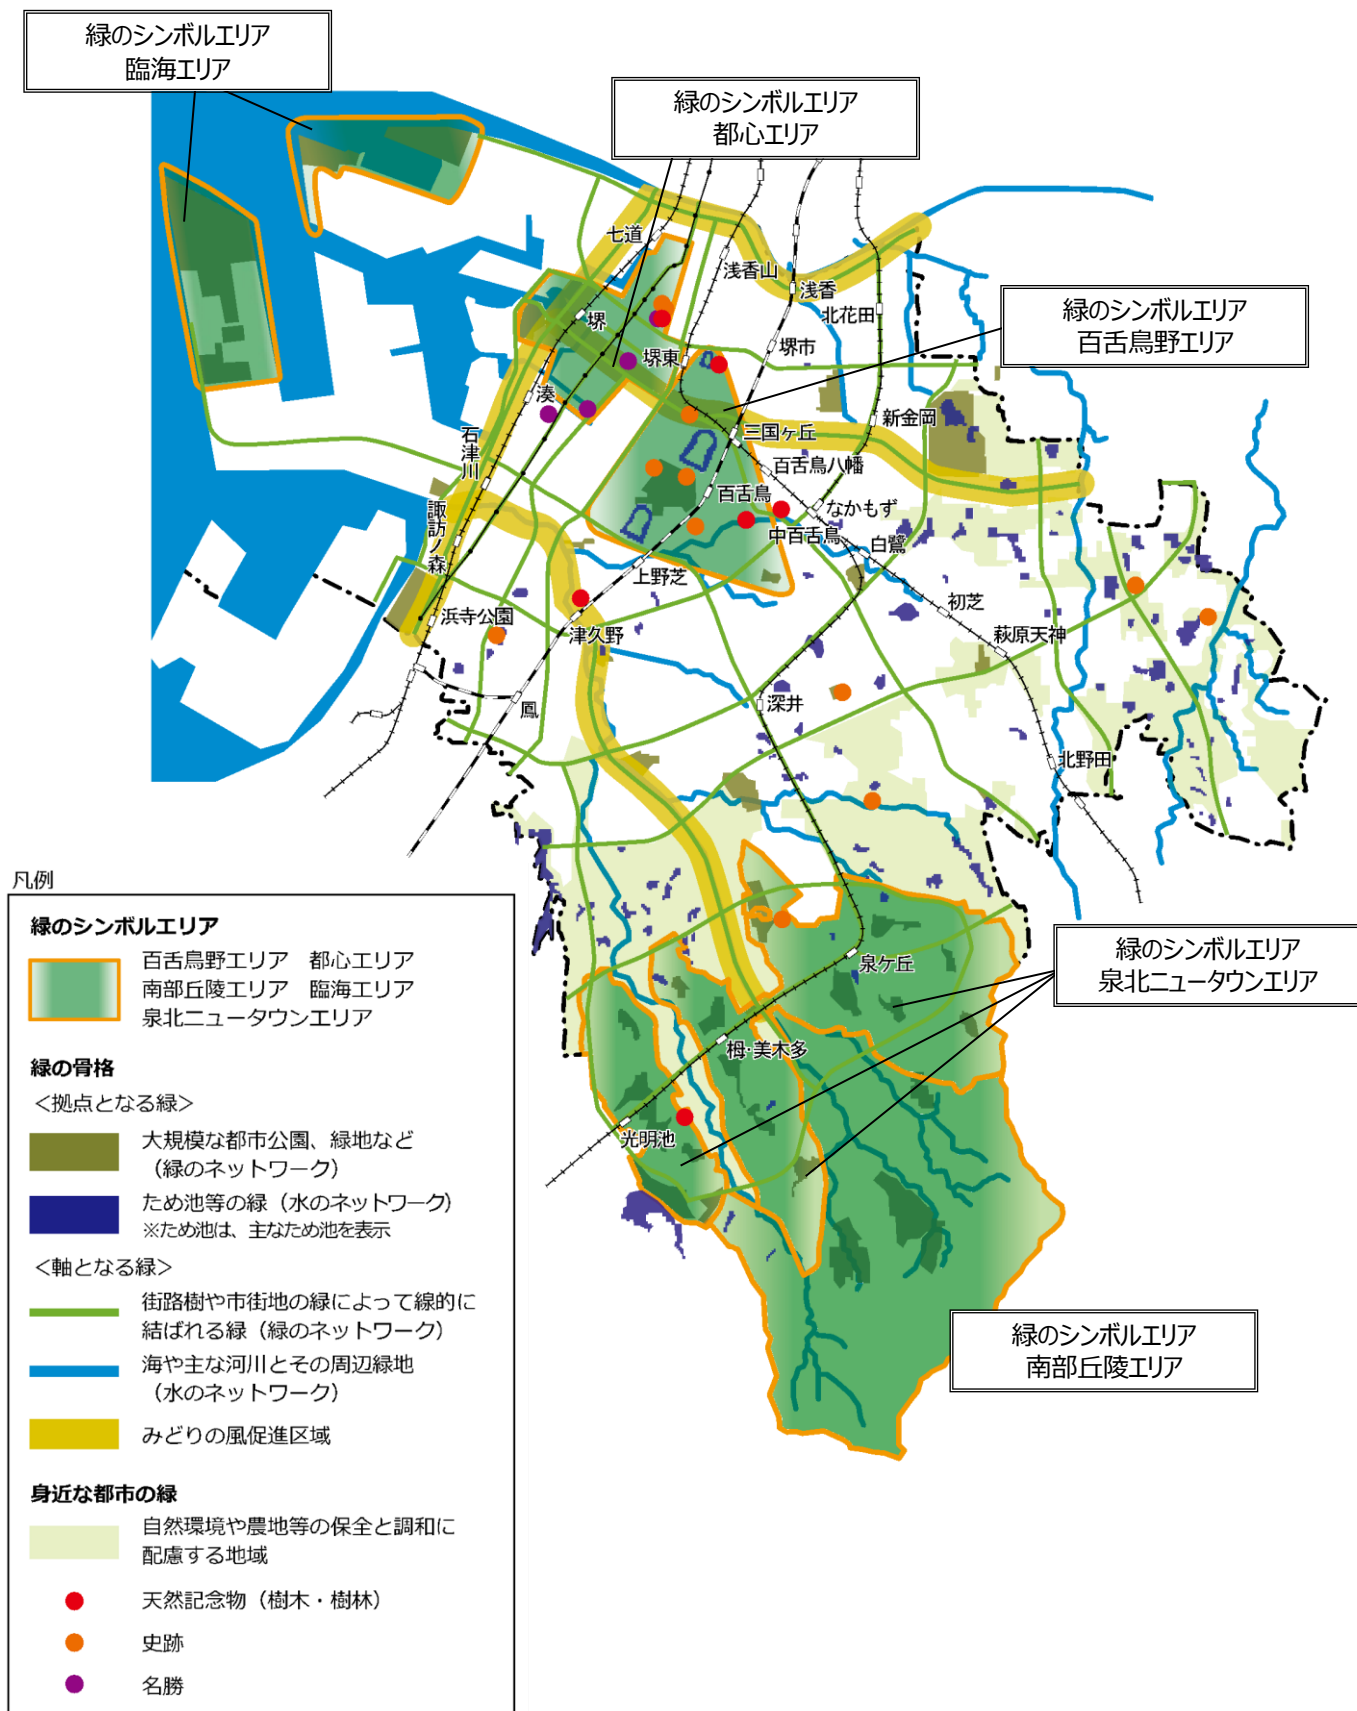 緑のシンボルエリア
臨海エリア
緑のシンボルエリア
都心エリア
緑のシンボルエリア
百舌鳥野エリア
七道
浅香山
浅香
北花田
堺
堺東
堺市
湊
新金岡
三国ヶ丘
石津川
百舌鳥八幡
百舌鳥
なかもず
中百舌鳥
諏訪ノ森
白鷺
上野芝
初芝
浜寺公園
津久野
萩原天神
鳳
深井
北野田
泉ケ丘
栂・美木多
光明池
緑のシンボルエリア
泉北ニュータウンエリア
緑のシンボルエリア
南部丘陵エリア
凡例
緑のシンボルエリア
百舌鳥野エリア　都心エリア
南部丘陵エリア　臨海エリア
泉北ニュータウンエリア
緑の骨格
＜拠点となる緑＞
大規模な都市公園、緑地など
（緑のネットワーク）
ため池等の緑（水のネットワーク）
※ため池は、主なため池を表示
＜軸となる緑＞
街路樹や市街地の緑によって線的に
結ばれる緑（緑のネットワーク）
海や主な河川とその周辺緑地
（水のネットワーク）
みどりの風促進区域
身近な都市の緑
自然環境や農地等の保全と調和に
配慮する地域
天然記念物（樹木・樹林）
史跡
名勝